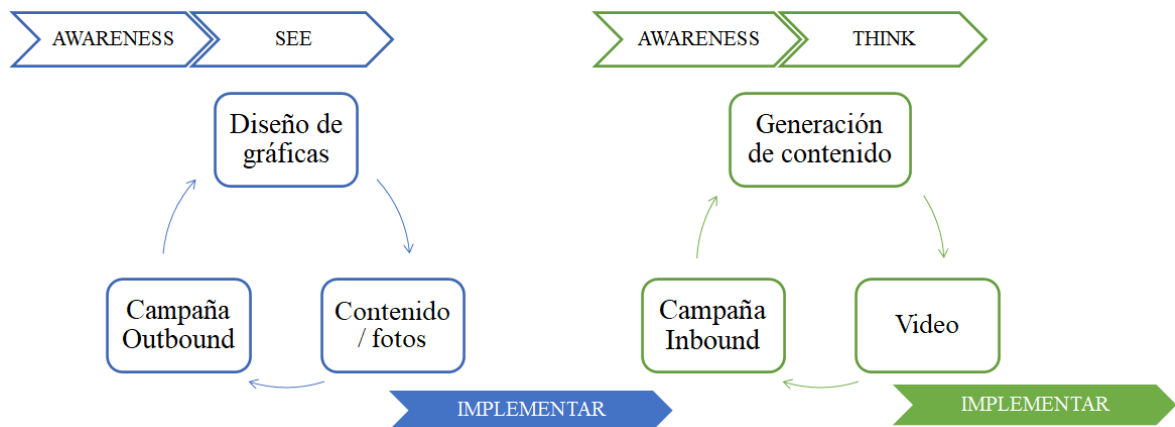 AWARENESS
SEE
Diseño de
gráficas
Campaña
Outbound
Contenido
/ fotos
IMPLEMENTAR
AWARENESS
THINK
Generación
de contenido
Campaña
Inbound
Video
IMPLEMENTAR